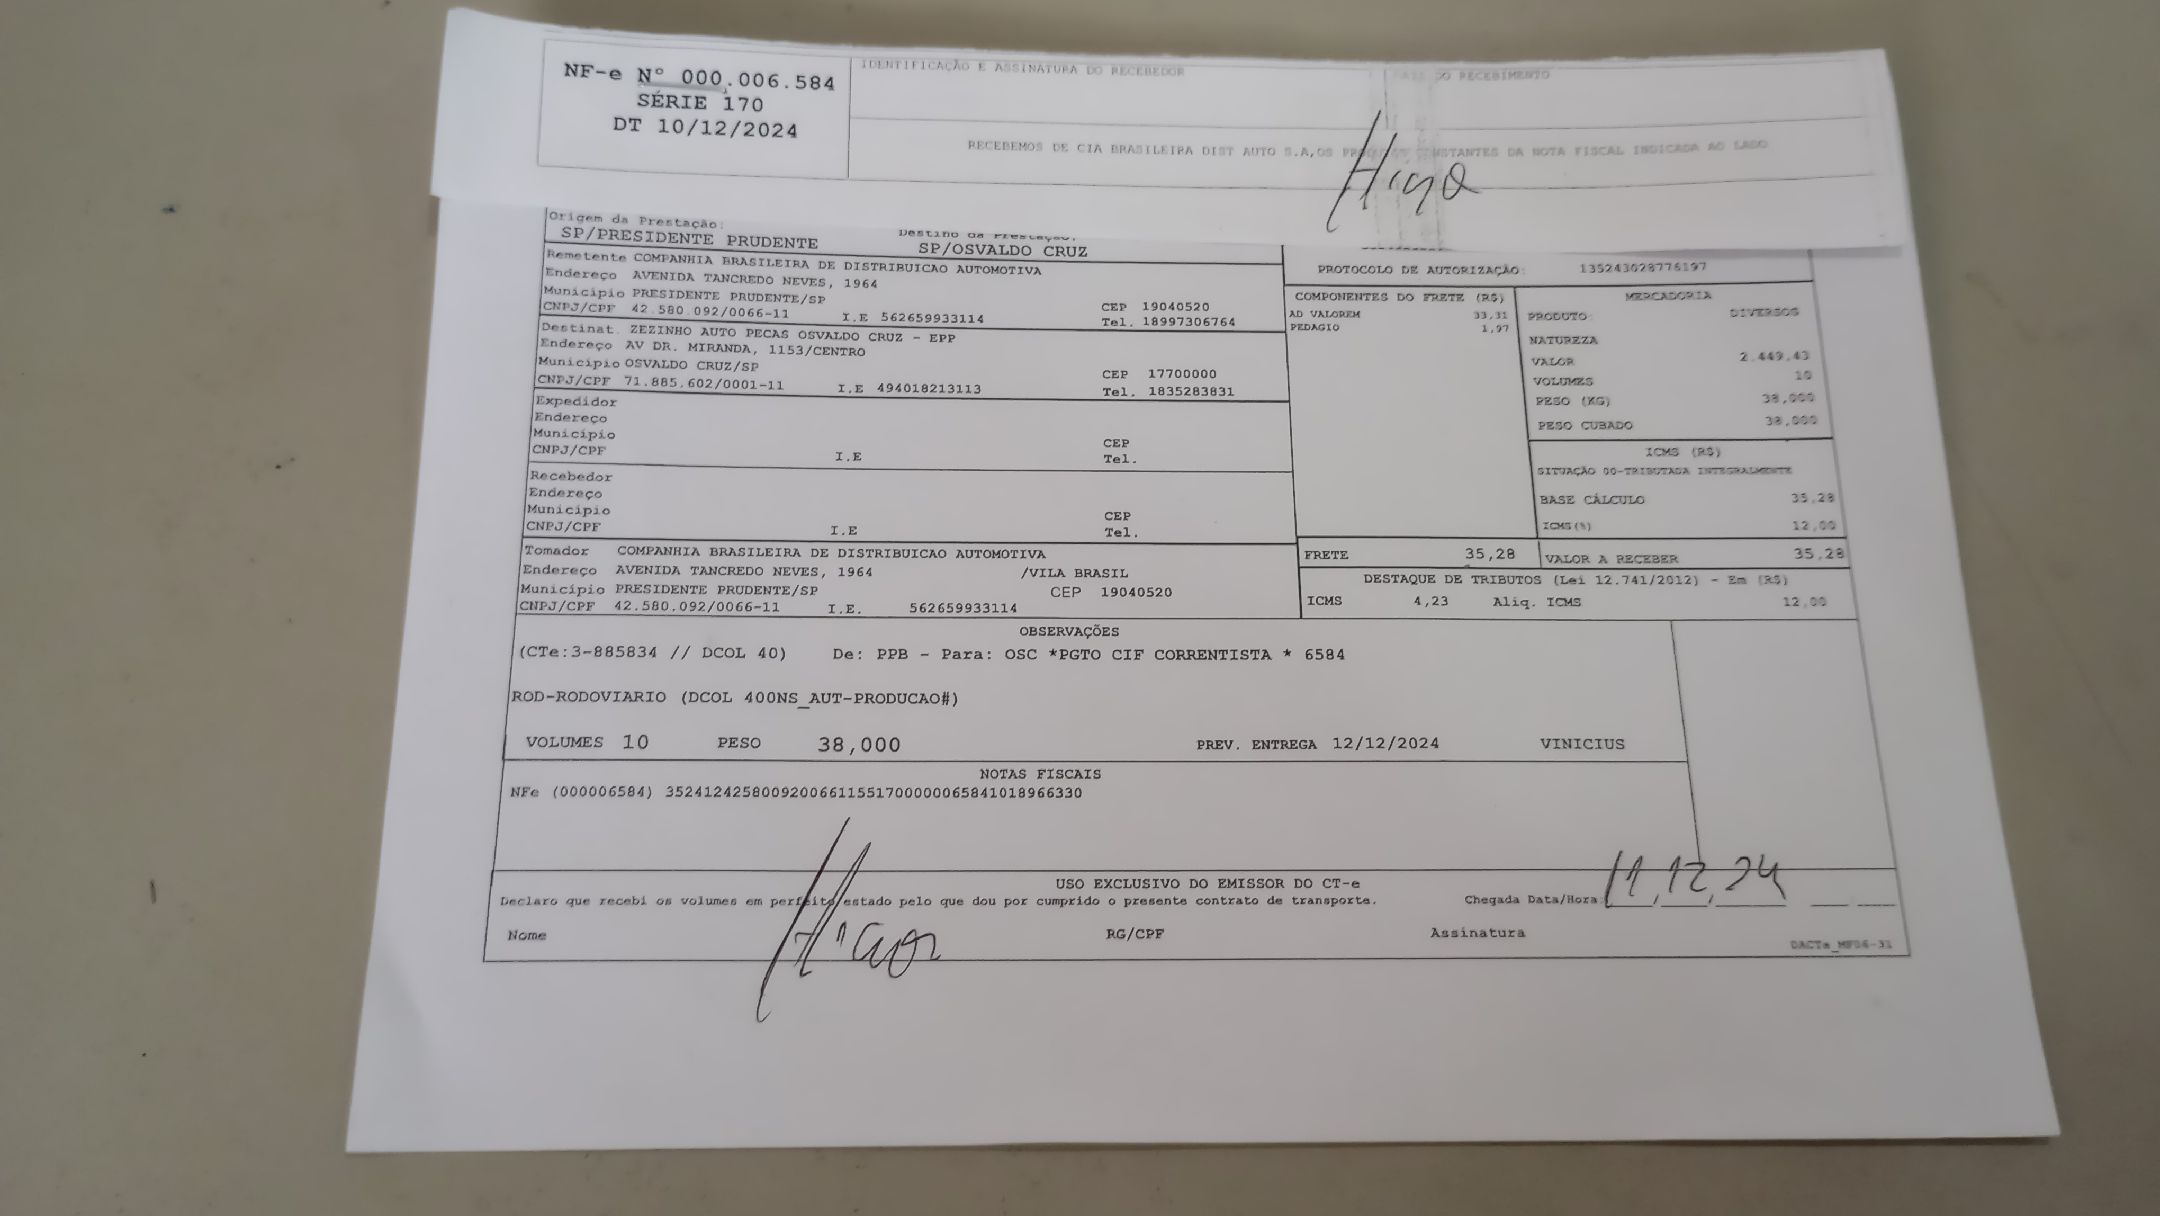 NF-e N° 000.006.584
SÉRIE 170
DT 10/12/2024
IDENTIFICAÇÃO E ASSINATURA DO RECEBEDOR
DO RECEBIMENTO
RECEBEMOS DE CIA BRASILEIRA DIST AUTO S.A,OS CONSTANTES DA NOTA FISCAL INDICADA AO LADO
Origem da Prestação:
SP/PRESIDENTE PRUDENTE
Destino da Prestação:
SP/OSVALDO CRUZ
Remetente COMPANHIA BRASILEIRA DE DISTRIBUICAO AUTOMOTIVA
Endereço AVENIDA TANCREDO NEVES, 1964
Município PRESIDENTE PRUDENTE/SP
CEP 19040520
CNPJ/CPF 42.580.092/0066-11 I.E 562659933114 Tel. 18997306764
Destinat. ZEZINHO AUTO PECAS OSVALDO CRUZ - EPP
Endereço AV DR. MIRANDA, 1153/CENTRO
Município OSVALDO CRUZ/SP CEP 17700000
CNPJ/CPF 71.885.602/0001-11 I.E 494018213113 Tel. 1835283831
Expedidor
Endereço
Município CEP
CNPJ/CPF I.E Tel.
Recebedor
Endereço
Município CEP
CNPJ/CPF I.E Tel.
Tomador COMPANHIA BRASILEIRA DE DISTRIBUICAO AUTOMOTIVA
Endereço AVENIDA TANCREDO NEVES, 1964 /VILA BRASIL
Município PRESIDENTE PRUDENTE/SP CEP 19040520
CNPJ/CPF 42.580.092/0066-11 I.E. 562659933114
PROTOCOLO DE AUTORIZAÇÃO: 135243028776197
COMPONENTES DO FRETE (R$)
AD VALOREM 33,31
PEDAGIO 1,97
MERCADORIA
PRODUTO: DIVERSOS
NATUREZA
VALOR 2.449,43
VOLUMES 10
PESO (KG) 38,000
PESO CUBADO 38,000
ICMS (R$)
SITUAÇÃO 00-TRIBUTADA INTEGRALMENTE
BASE CÁLCULO 35,28
ICMS(%) 12,00
FRETE 35,28 VALOR A RECEBER 35,28
DESTAQUE DE TRIBUTOS (Lei 12.741/2012) - Em (R$)
ICMS 4,23 Aliq. ICMS 12,00
OBSERVAÇÕES
(CTe:3-885834 // DCOL 40) De: PPB - Para: OSC *PGTO CIF CORRENTISTA * 6584
ROD-RODOVIARIO (DCOL 400NS_AUT-PRODUCAO#)
VOLUMES 10 PESO 38,000 PREV. ENTREGA 12/12/2024 VINICIUS
NOTAS FISCAIS
NFe (000006584) 35241242580092006611551700000065841018966330
USO EXCLUSIVO DO EMISSOR DO CT-e
Declaro que recebi os volumes em perfeito estado pelo que dou por cumprido o presente contrato de transporte.
Chegada Data/Hora 11/12/24
Nome RG/CPF Assinatura
DACTe_MF06-31